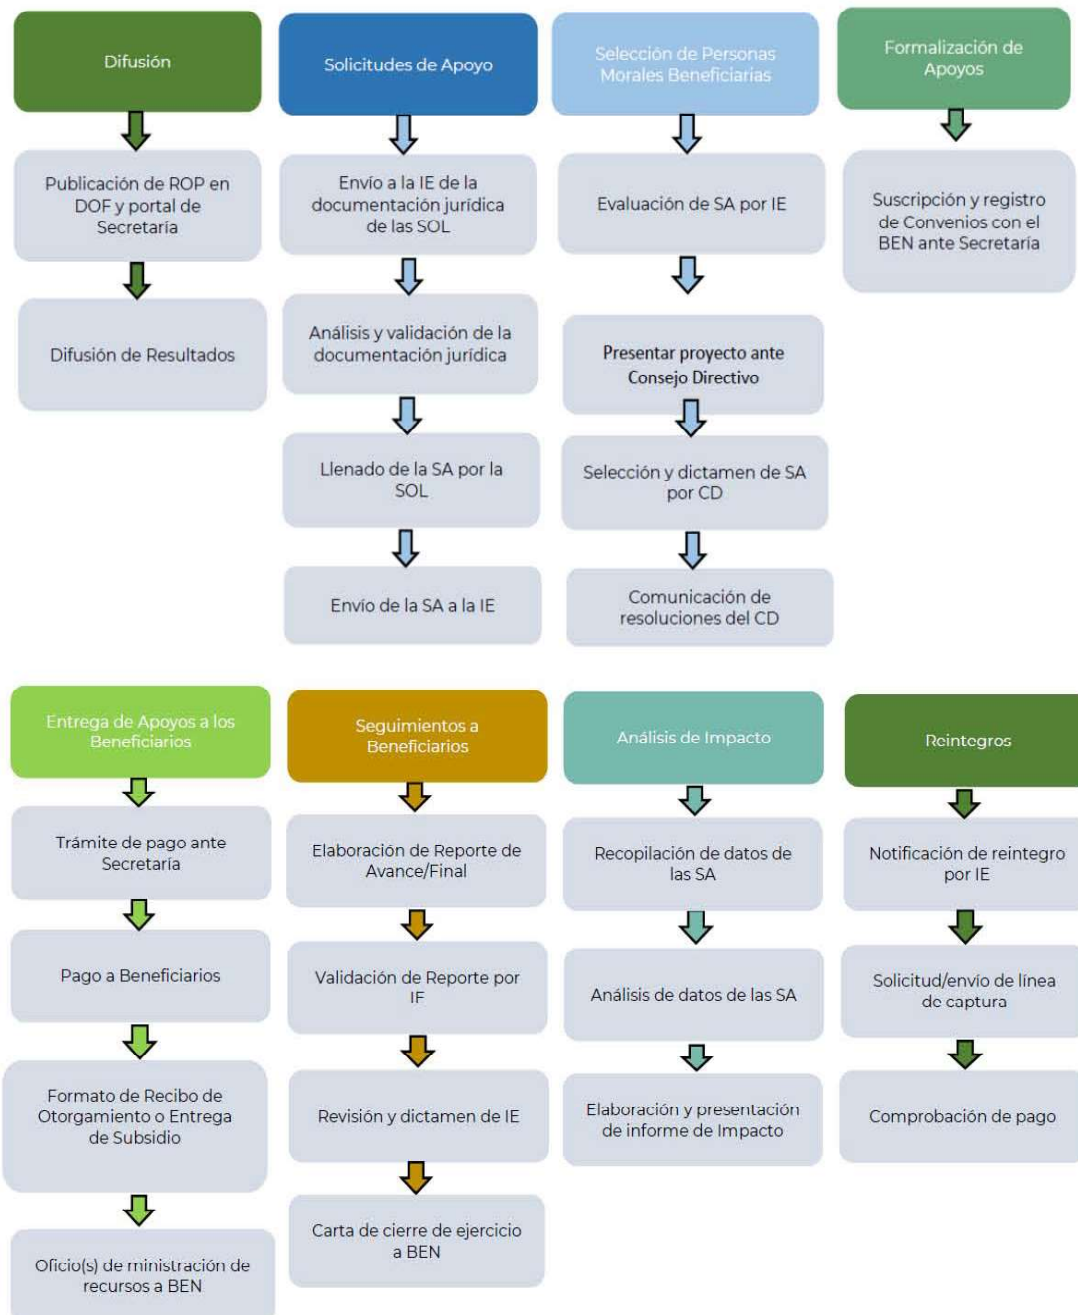 Difusión
Publicación de ROP en
DOF y portal de
Secretaría
Difusión de Resultados
Solicitudes de Apoyo
Envío a la IE de la
documentación jurídica
de las SOL
Análisis y validación de la
documentación jurídica
Llenado de la SA por la
SOL
Envío de la SA a la IE
Selección de Personas
Morales Beneficiarias
Evaluación de SA por IE
Presentar proyecto ante
Consejo Directivo
Selección y dictamen de SA
por CD
Comunicación de
resoluciones del CD
Formalización de
Apoyos
Suscripción y registro
de Convenios con el
BEN ante Secretaría
Entrega de Apoyos a los
Beneficiarios
Trámite de pago ante
Secretaría
Pago a Beneficiarios
Formato de Recibo de
Otorgamiento o Entrega
de Subsidio
Oficio(s) de ministración de
recursos a BEN
Seguimientos a
Beneficiarios
Elaboración de Reporte de
Avance/Final
Validación de Reporte por
IF
Revisión y dictamen de IE
Carta de cierre de ejercicio
a BEN
Análisis de Impacto
Recopilación de datos de
las SA
Análisis de datos de las SA
Elaboración y presentación
de informe de Impacto
Reintegros
Notificación de reintegro
por IE
Solicitud/envío de línea
de captura
Comprobación de pago